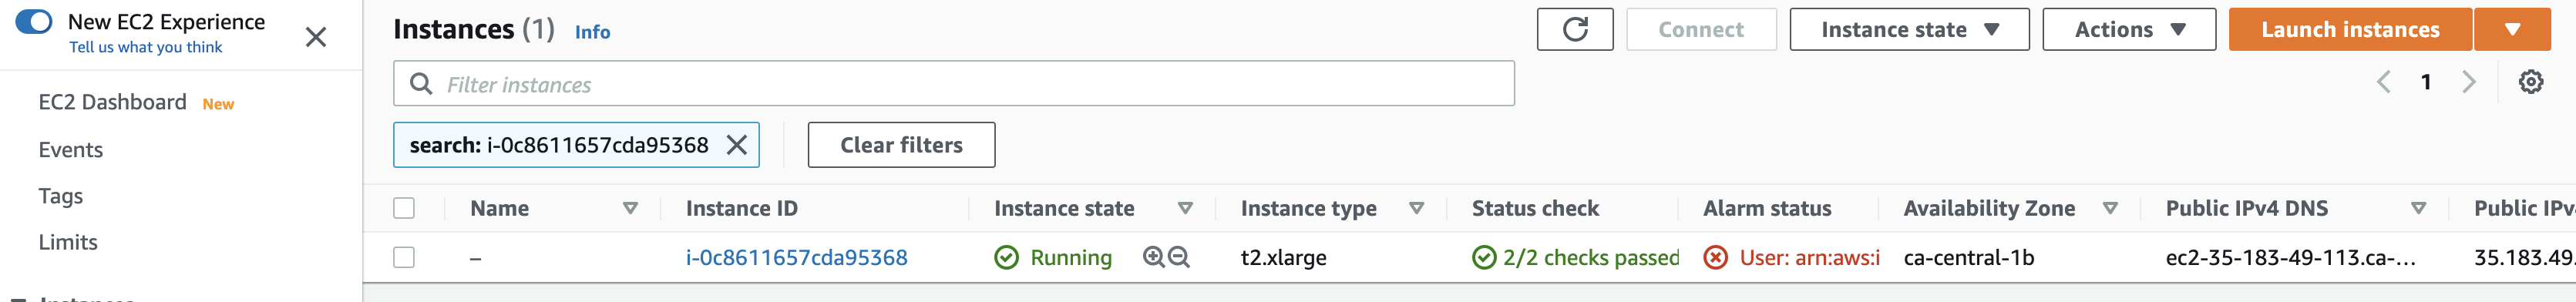 New EC2 Experience
Tell us what you think
EC2 Dashboard New
Events
Tags
Limits
Instances (1) Info
Connect
Instance state
Actions
Launch instances
Filter instances
1
search: i-0c8611657cda95368
Clear filters
Name Instance ID Instance state Instance type Status check Alarm status Availability Zone Public IPv4 DNS Public IPv
– i-0c8611657cda95368 Running t2.xlarge 2/2 checks passed User: arn:aws:i ca-central-1b ec2-35-183-49-113.ca-... 35.183.49.